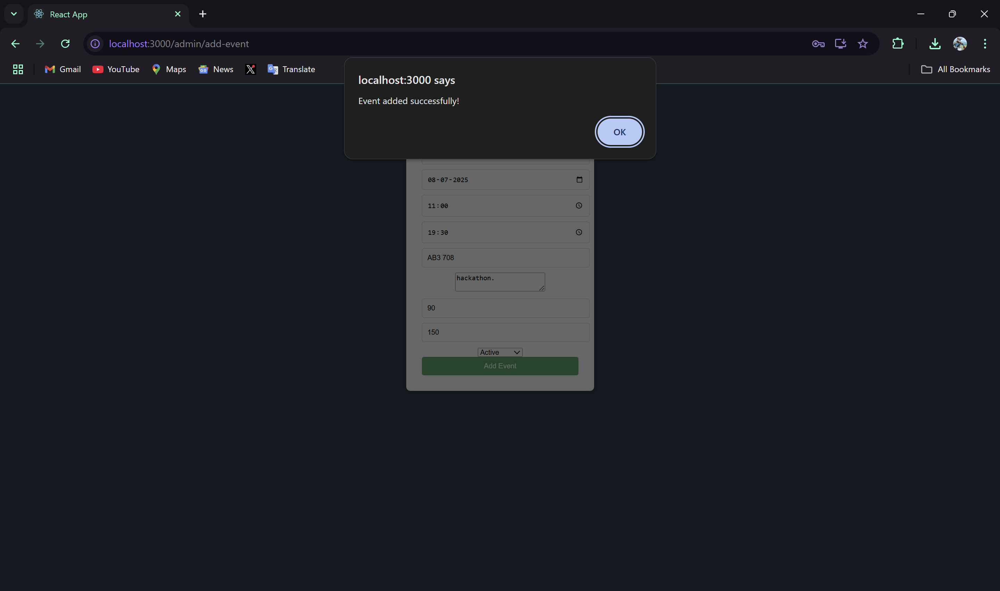 React App
localhost:3000/admin/add-event
Gmail
YouTube
Maps
News
Translate
All Bookmarks
localhost:3000 says
Event added successfully!
OK
08-07-2025
11:00
19:30
AB3 708
hackathon.
90
150
Active
Add Event